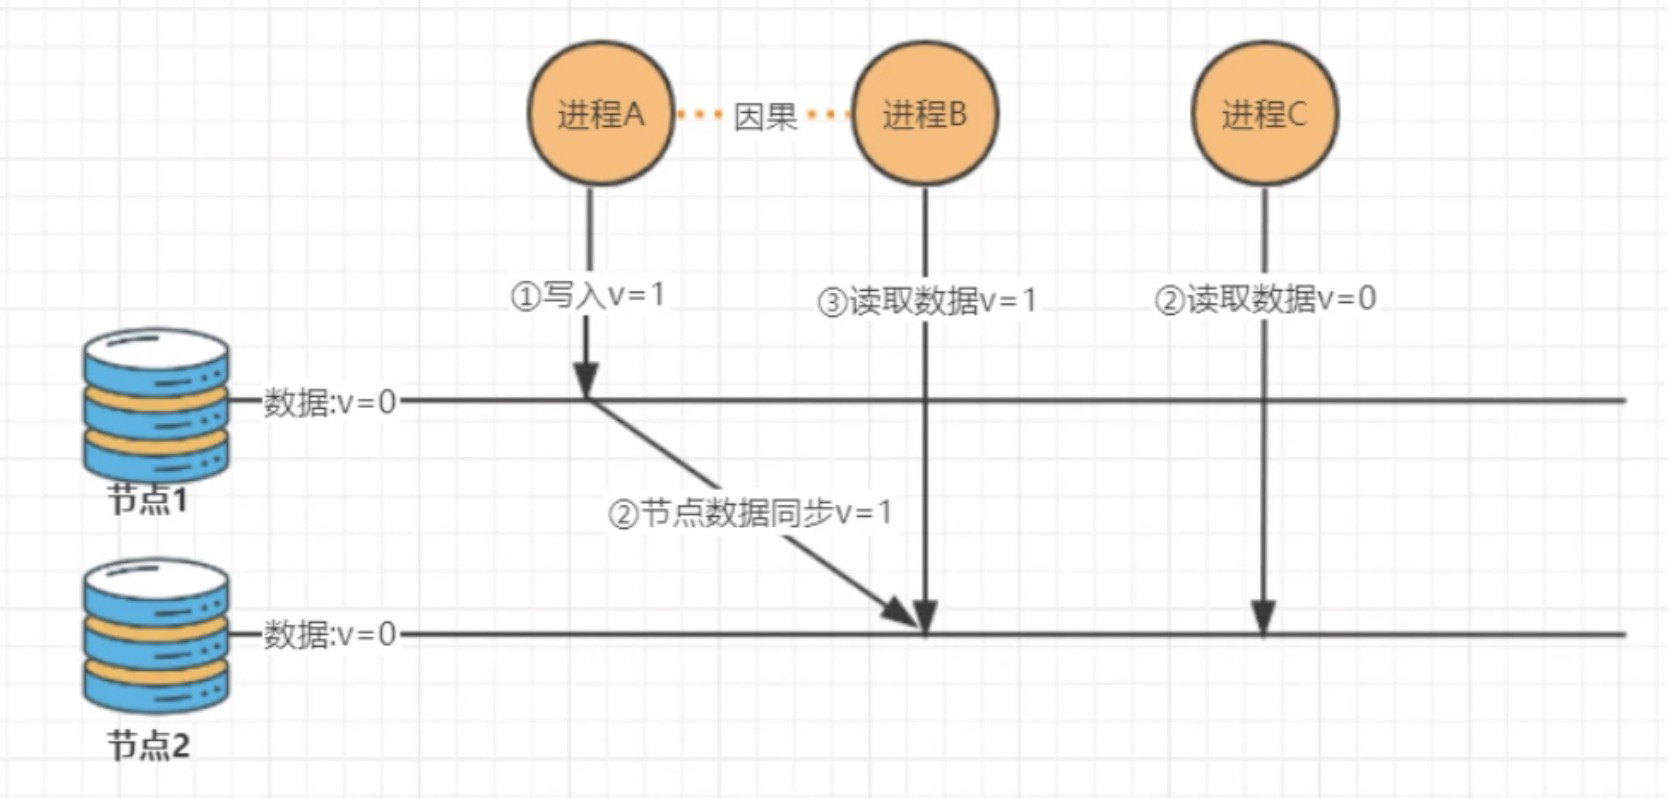 进程A
因果
进程B
进程C
①写入v=1
③读取数据v=1
②读取数据v=0
数据:v=0
节点1
②节点数据同步v=1
数据:v=0
节点2